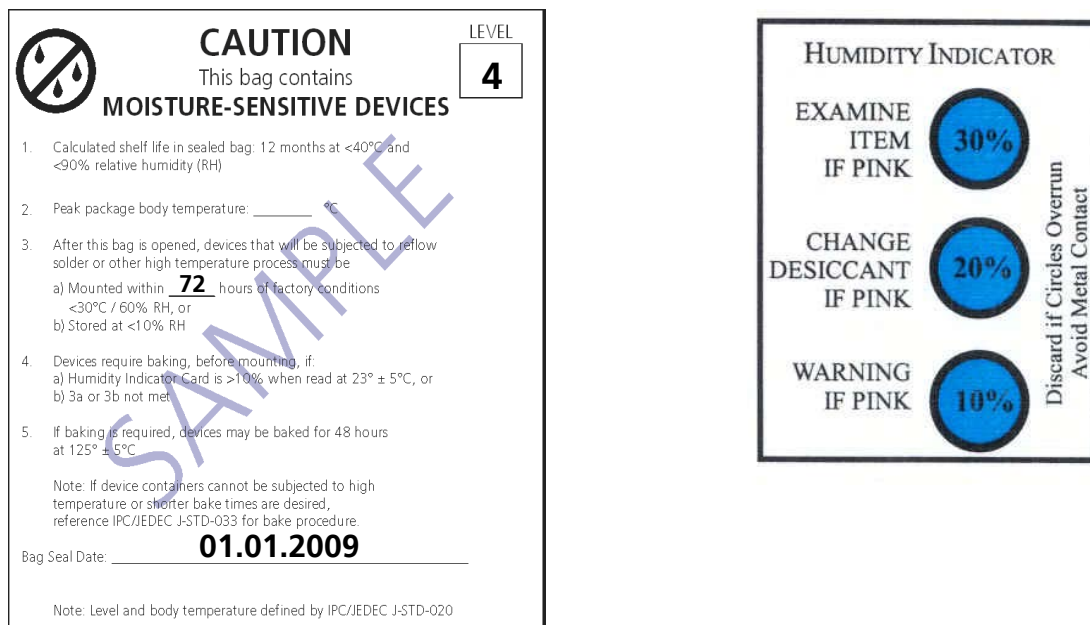 CAUTION
This bag contains
MOISTURE-SENSITIVE DEVICES
LEVEL
4
1. Calculated shelf life in sealed bag: 12 months at <40°C and
<90% relative humidity (RH)
2. Peak package body temperature: _______ °C
3. After this bag is opened, devices that will be subjected to reflow
solder or other high temperature process must be
a) Mounted within 72 hours of factory conditions
<30°C / 60% RH, or
b) Stored at <10% RH
4. Devices require baking, before mounting, if:
a) Humidity Indicator Card is >10% when read at 23° ± 5°C, or
b) 3a or 3b not met
5. If baking is required, devices may be baked for 48 hours
at 125° ± 5°C
Note: If device containers cannot be subjected to high
temperature or shorter bake times are desired,
reference IPC/JEDEC J-STD-033 for bake procedure.
Bag Seal Date: 01.01.2009
Note: Level and body temperature defined by IPC/JEDEC J-STD-020
SAMPLE
HUMIDITY INDICATOR
EXAMINE
ITEM
IF PINK
30%
CHANGE
DESICCANT
IF PINK
20%
WARNING
IF PINK
10%
Discard if Circles Overrun
Avoid Metal Contact